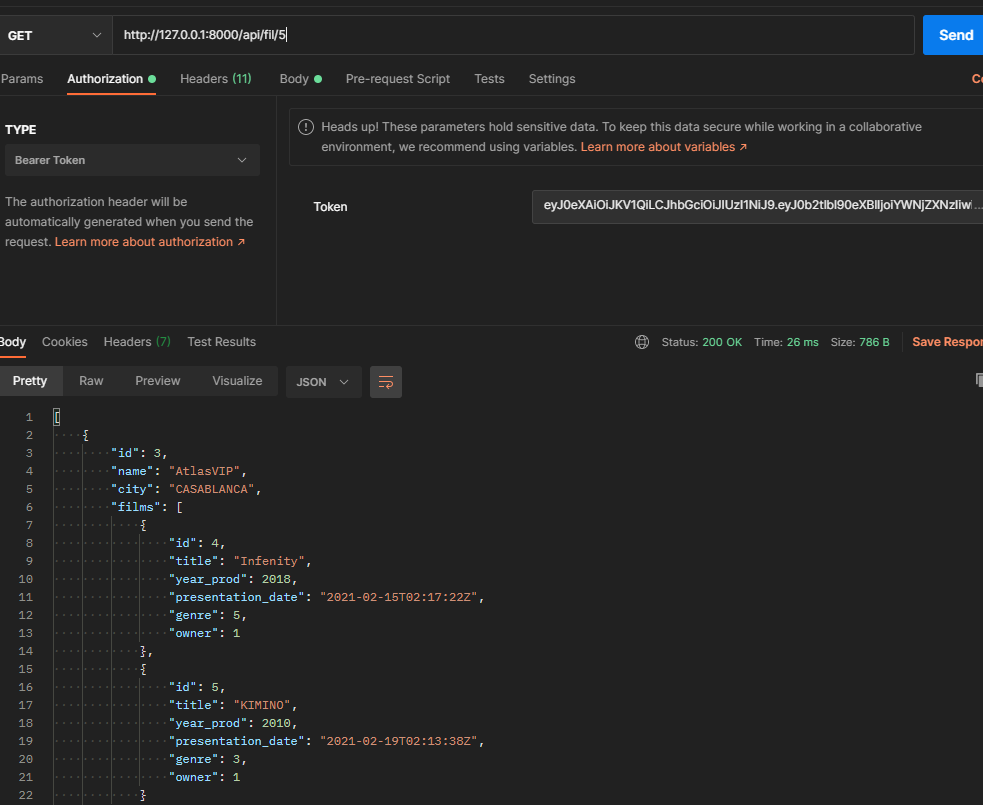 GET http://127.0.0.1:8000/api/fil/5 Send
Params Authorization Headers (11) Body Pre-request Script Tests Settings
TYPE
Bearer Token
The authorization header will be
automatically generated when you send the
request. Learn more about authorization ↗
Heads up! These parameters hold sensitive data. To keep this data secure while working in a collaborative
environment, we recommend using variables. Learn more about variables ↗
Token
Body Cookies Headers (7) Test Results Status: 200 OK Time: 26 ms Size: 786 B Save Respon
Pretty Raw Preview Visualize JSON
1 [
2 {
3 "id": 3,
4 "name": "AtlasVIP",
5 "city": "CASABLANCA",
6 "films": [
7 {
8 "id": 4,
9 "title": "Infenity",
10 "year_prod": 2018,
11 "presentation_date": "2021-02-15T02:17:22Z",
12 "genre": 5,
13 "owner": 1
14 },
15 {
16 "id": 5,
17 "title": "KIMINO",
18 "year_prod": 2010,
19 "presentation_date": "2021-02-19T02:13:38Z",
20 "genre": 3,
21 "owner": 1
22 }